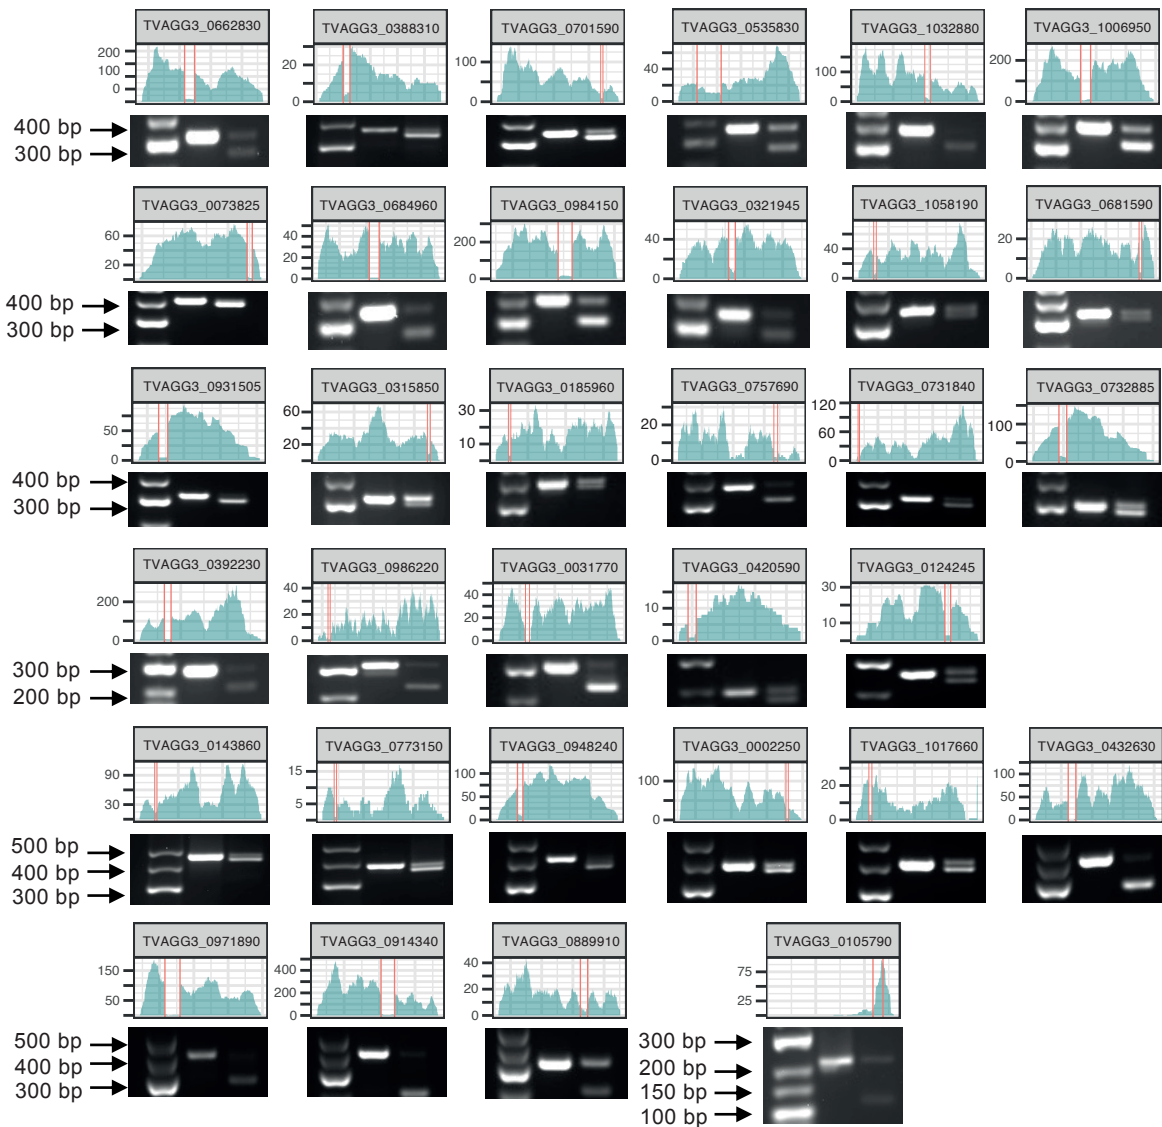 TVAGG3_0662830 TVAGG3_0388310 TVAGG3_0701590 TVAGG3_0535830 TVAGG3_1032880 TVAGG3_1006950
200 100 0
20 0
100 0
40 20 0
100 0
200 0
400 bp
300 bp
TVAGG3_0073825 TVAGG3_0684960 TVAGG3_0984150 TVAGG3_0321945 TVAGG3_1058190 TVAGG3_0681590
60 40 20
50 40 30 20 10 0
200 0
40 0
80 40 0
20 0
400 bp
300 bp
TVAGG3_0931505 TVAGG3_0315850 TVAGG3_0185960 TVAGG3_0757690 TVAGG3_0731840 TVAGG3_0732885
50 0
60 20
30 10
20 0
120 60 30 0
100 0
400 bp
300 bp
TVAGG3_0392230 TVAGG3_0986220 TVAGG3_0031770 TVAGG3_0420590 TVAGG3_0124245
200 0
40 20 0
40 20 0
10 0
30 10
300 bp
200 bp
TVAGG3_0143860 TVAGG3_0773150 TVAGG3_0948240 TVAGG3_0002250 TVAGG3_1017660 TVAGG3_0432630
90 30
15 5
100 50 0
100 0
20 0
100 50 0
500 bp
400 bp
300 bp
TVAGG3_0971890 TVAGG3_0914340 TVAGG3_0889910 TVAGG3_0105790
150 50
400 200 0
40 20 0
75 25
500 bp
400 bp
300 bp
300 bp
200 bp
150 bp
100 bp